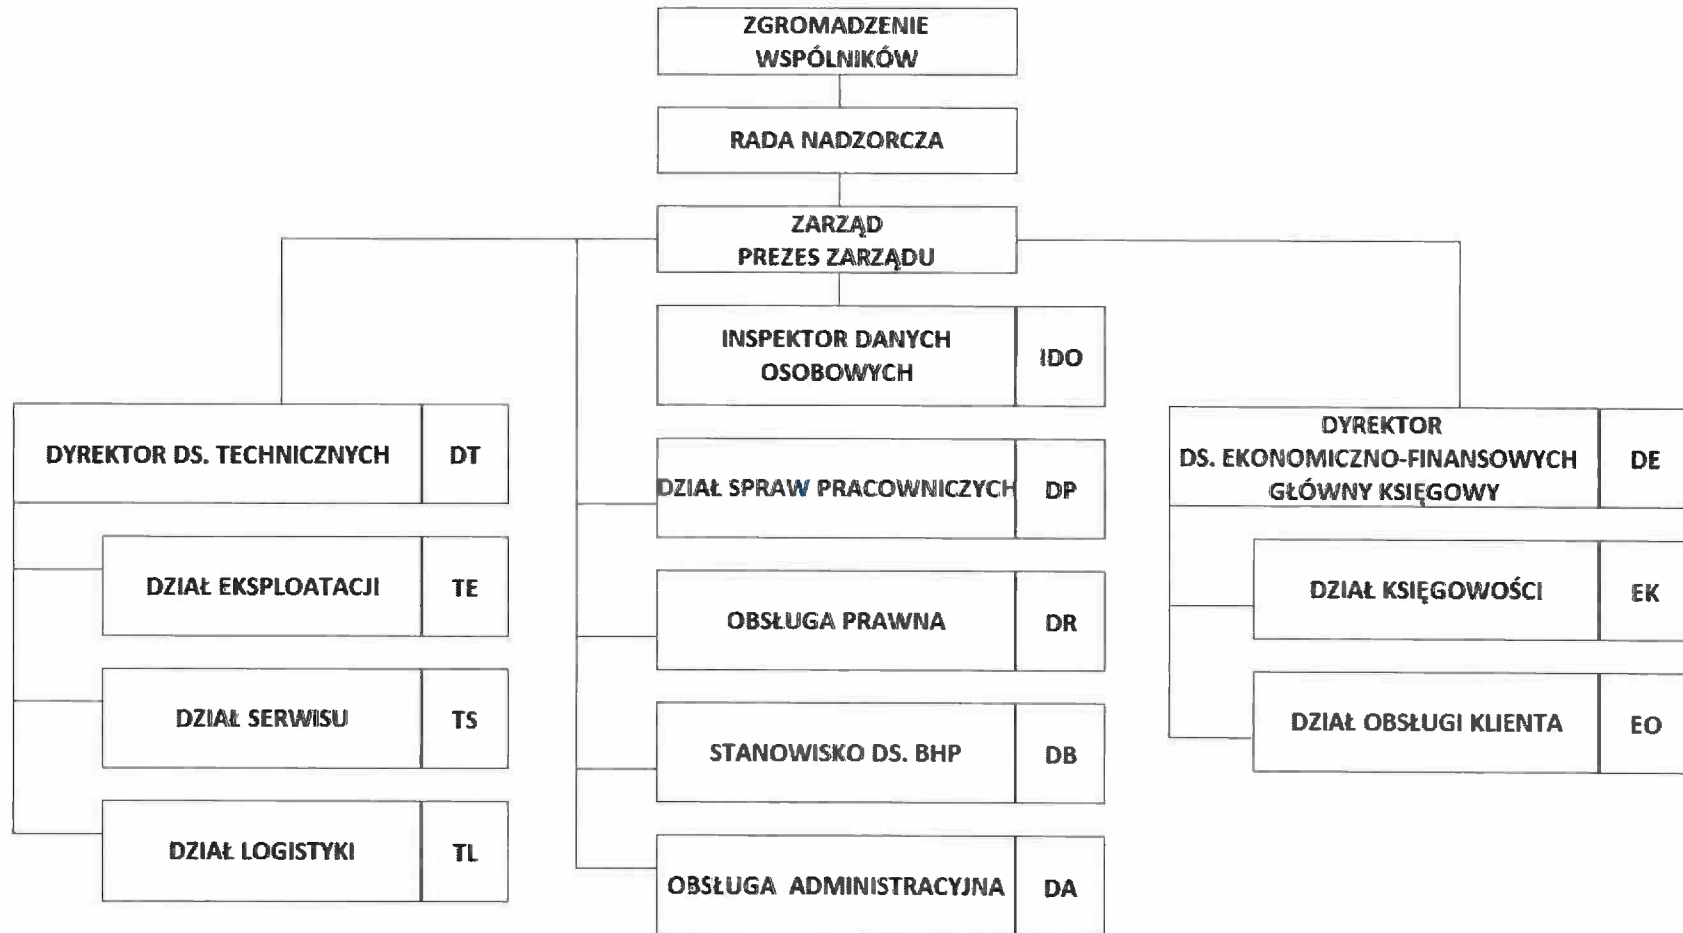 ZGROMADZENIE
WSPÓLNIKÓW
RADA NADZORCZA
ZARZĄD
PREZES ZARZĄDU
INSPEKTOR DANYCH
OSOBOWYCH
IDO
DYREKTOR DS. TECHNICZNYCH
DT
DZIAŁ EKSPLOATACJI
TE
DZIAŁ SERWISU
TS
DZIAŁ LOGISTYKI
TL
DZIAŁ SPRAW PRACOWNICZYCH
DP
OBSŁUGA PRAWNA
DR
STANOWISKO DS. BHP
DB
OBSŁUGA ADMINISTRACYJNA
DA
DYREKTOR
DS. EKONOMICZNO-FINANSOWYCH
GŁÓWNY KSIĘGOWY
DE
DZIAŁ KSIĘGOWOŚCI
EK
DZIAŁ OBSŁUGI KLIENTA
EO